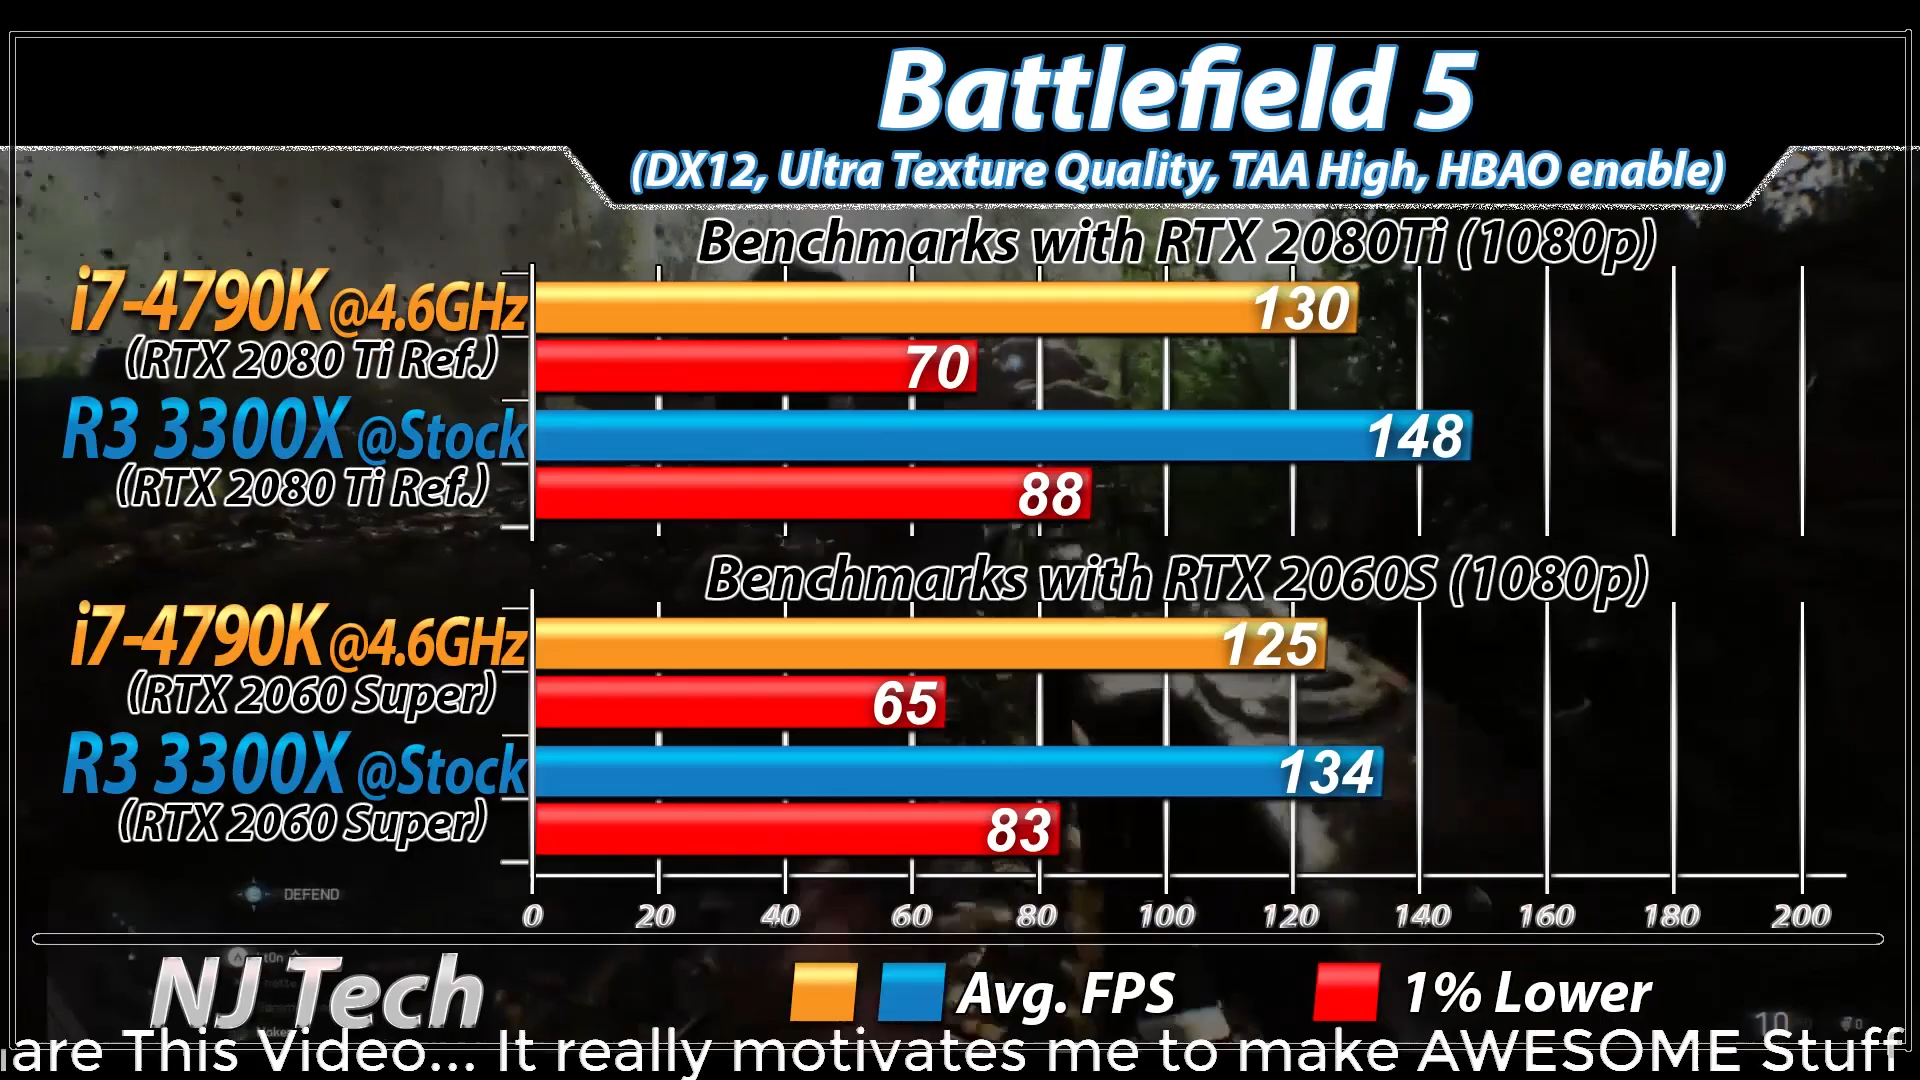 Battlefield 5
(DX12, Ultra Texture Quality, TAA High, HBAO enable)
Benchmarks with RTX 2080Ti (1080p)
i7-4790K @4.6GHz
130
(RTX 2080 Ti Ref.)
70
R3 3300X @Stock
148
(RTX 2080 Ti Ref.)
88
Benchmarks with RTX 2060S (1080p)
i7-4790K @4.6GHz
125
(RTX 2060 Super)
65
R3 3300X @Stock
134
(RTX 2060 Super)
83
DEFEND
0 20 40 60 80 100 120 140 160 180 200
NJ Tech
Avg. FPS
1% Lower
10
This Video... It really motivates me to make AWESOME Stuff